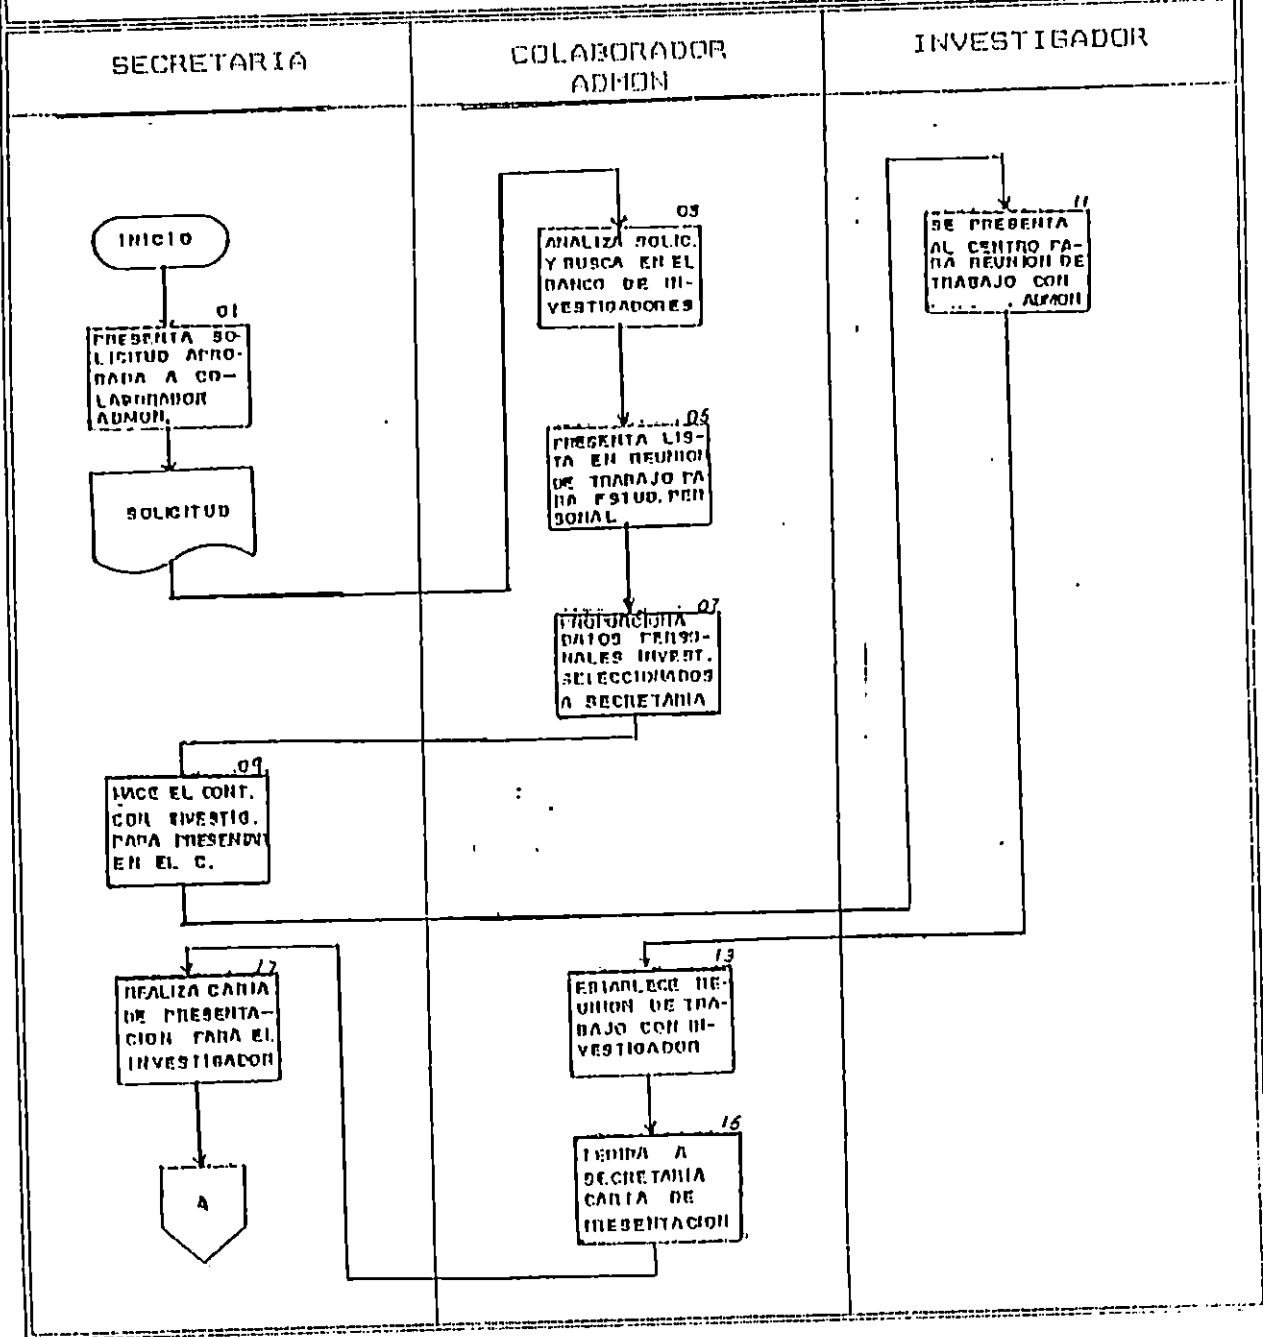 SECRETARIA
COLABORADOR
ADMON
INVESTIGADOR
INICIO
01
PRESENTA SO-
LICITUD APRO-
BADA A CO-
LABORADOR
ADMON.
SOLICITUD
03
ANALIZA SOLIC.
Y BUSCA EN EL
BANCO DE IN-
VESTIGADORES
05
PRESENTA LIS-
TA EN REUNION
DE TRABAJO PA
RA ESTUD. PER
SONAL
07
PROPORCIONA
DATOS PERSO-
NALES INVEST.
SELECCIONADOS
A SECRETARIA
09
HACE EL CONT.
CON INVESTIG.
PARA
EN EL C.
11
SE PRESENTA
AL CENTRO PA-
RA REUNION DE
TRABAJO CON
ADMON
13
ESTABLECE RE-
UNION DE TRA-
BAJO CON IN-
VESTIGADOR
15
A
SECRETARIA
CARTA DE
PRESENTACION
17
REALIZA CARTA
DE PRESENTA-
CION PARA EL
INVESTIGADOR
A